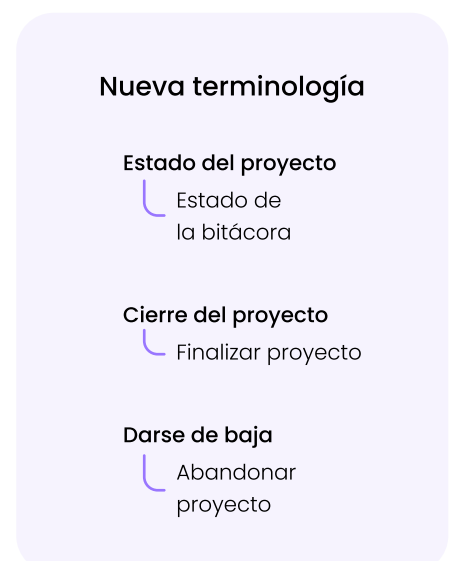 Nueva terminología
Estado del proyecto
Estado de
la bitácora
Cierre del proyecto
Finalizar proyecto
Darse de baja
Abandonar
proyecto